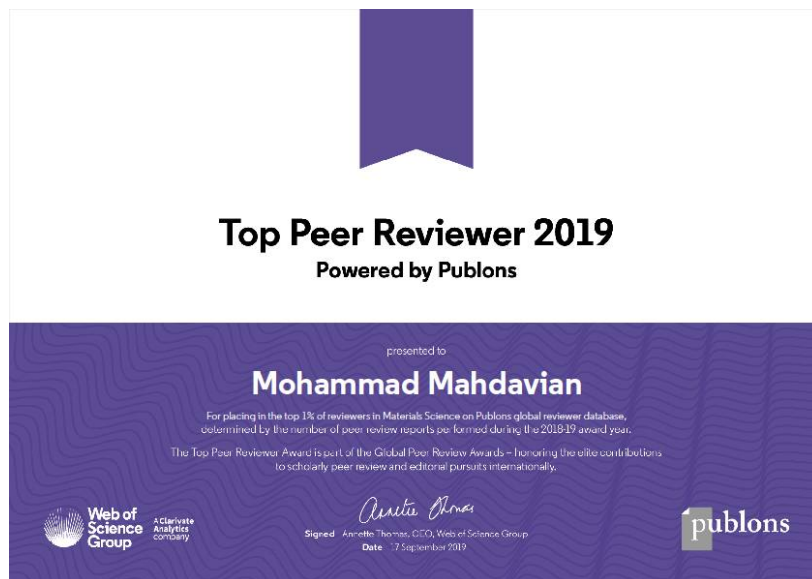 Top Peer Reviewer 2019
Powered by Publons
presented to
Mohammad Mahdavian
For placing in the top 1% of reviewers in Materials Science on Publons global reviewer database,
determined by the number of peer review reports performed during the 2018-19 award year.
The Top Peer Reviewer Award is part of the Global Peer Review Awards – honoring the elite contributions
to scholarly peer review and editorial pursuits internationally.
Web of
Science
Group
A Clarivate
Analytics
company
Annette Thomas
Signed Annette Thomas, CEO, Web of Science Group
Date 17 September 2019
publons